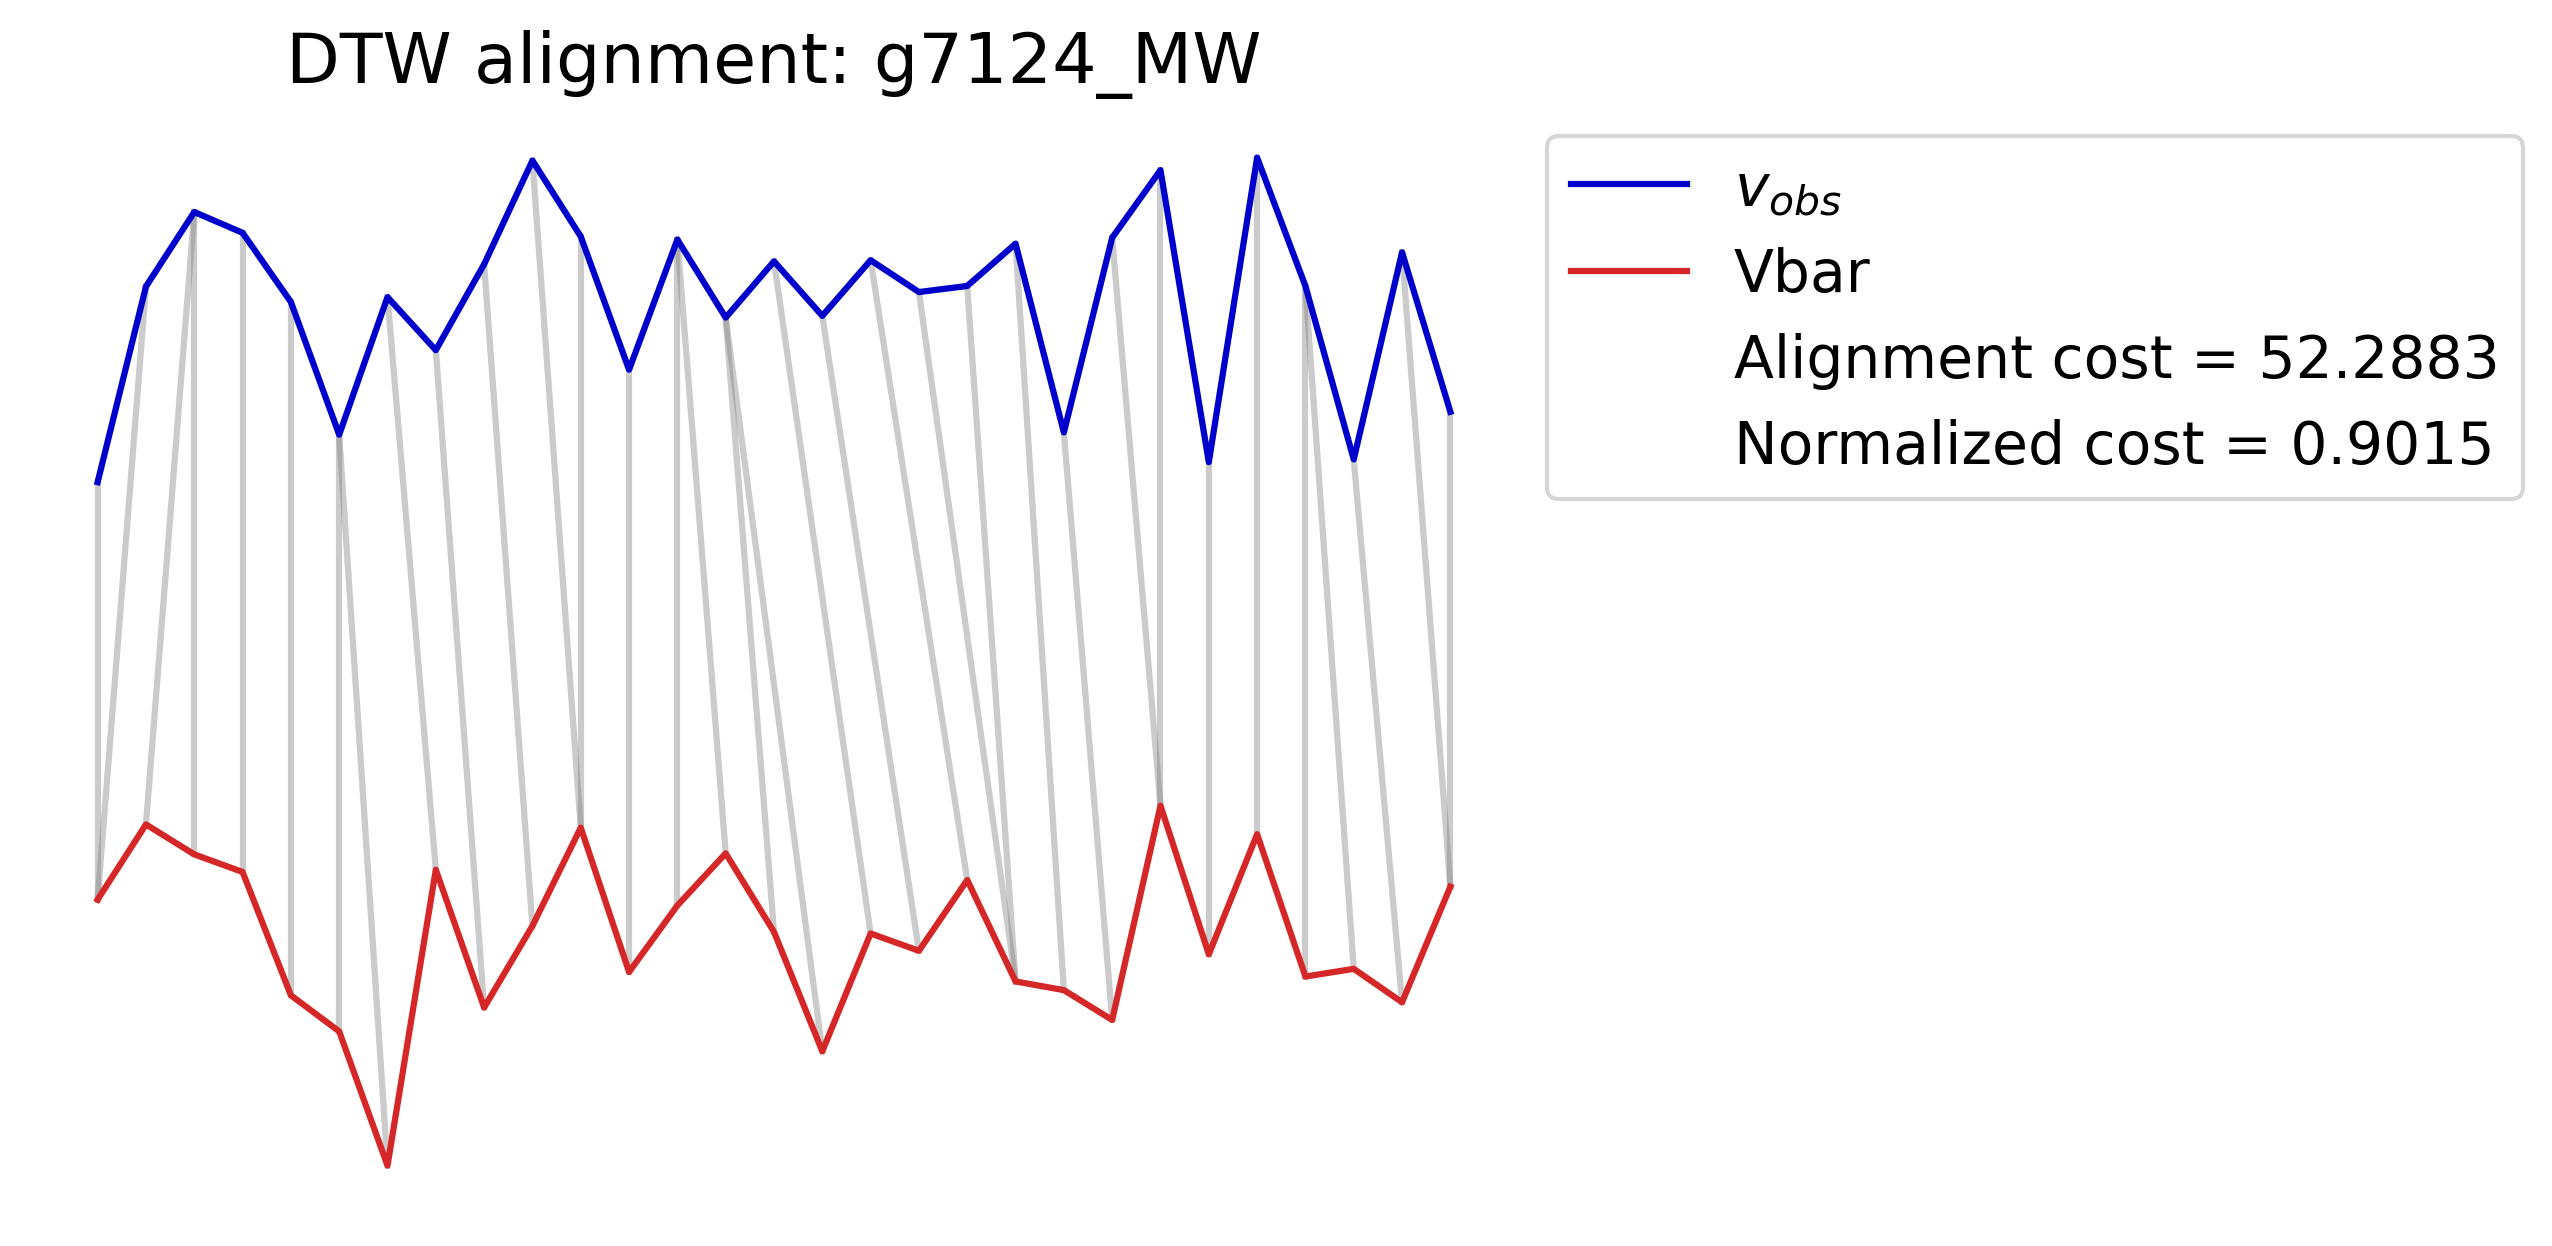 DTW alignment: g7124_MW
v_obs
Vbar
Alignment cost = 52.2883
Normalized cost = 0.9015